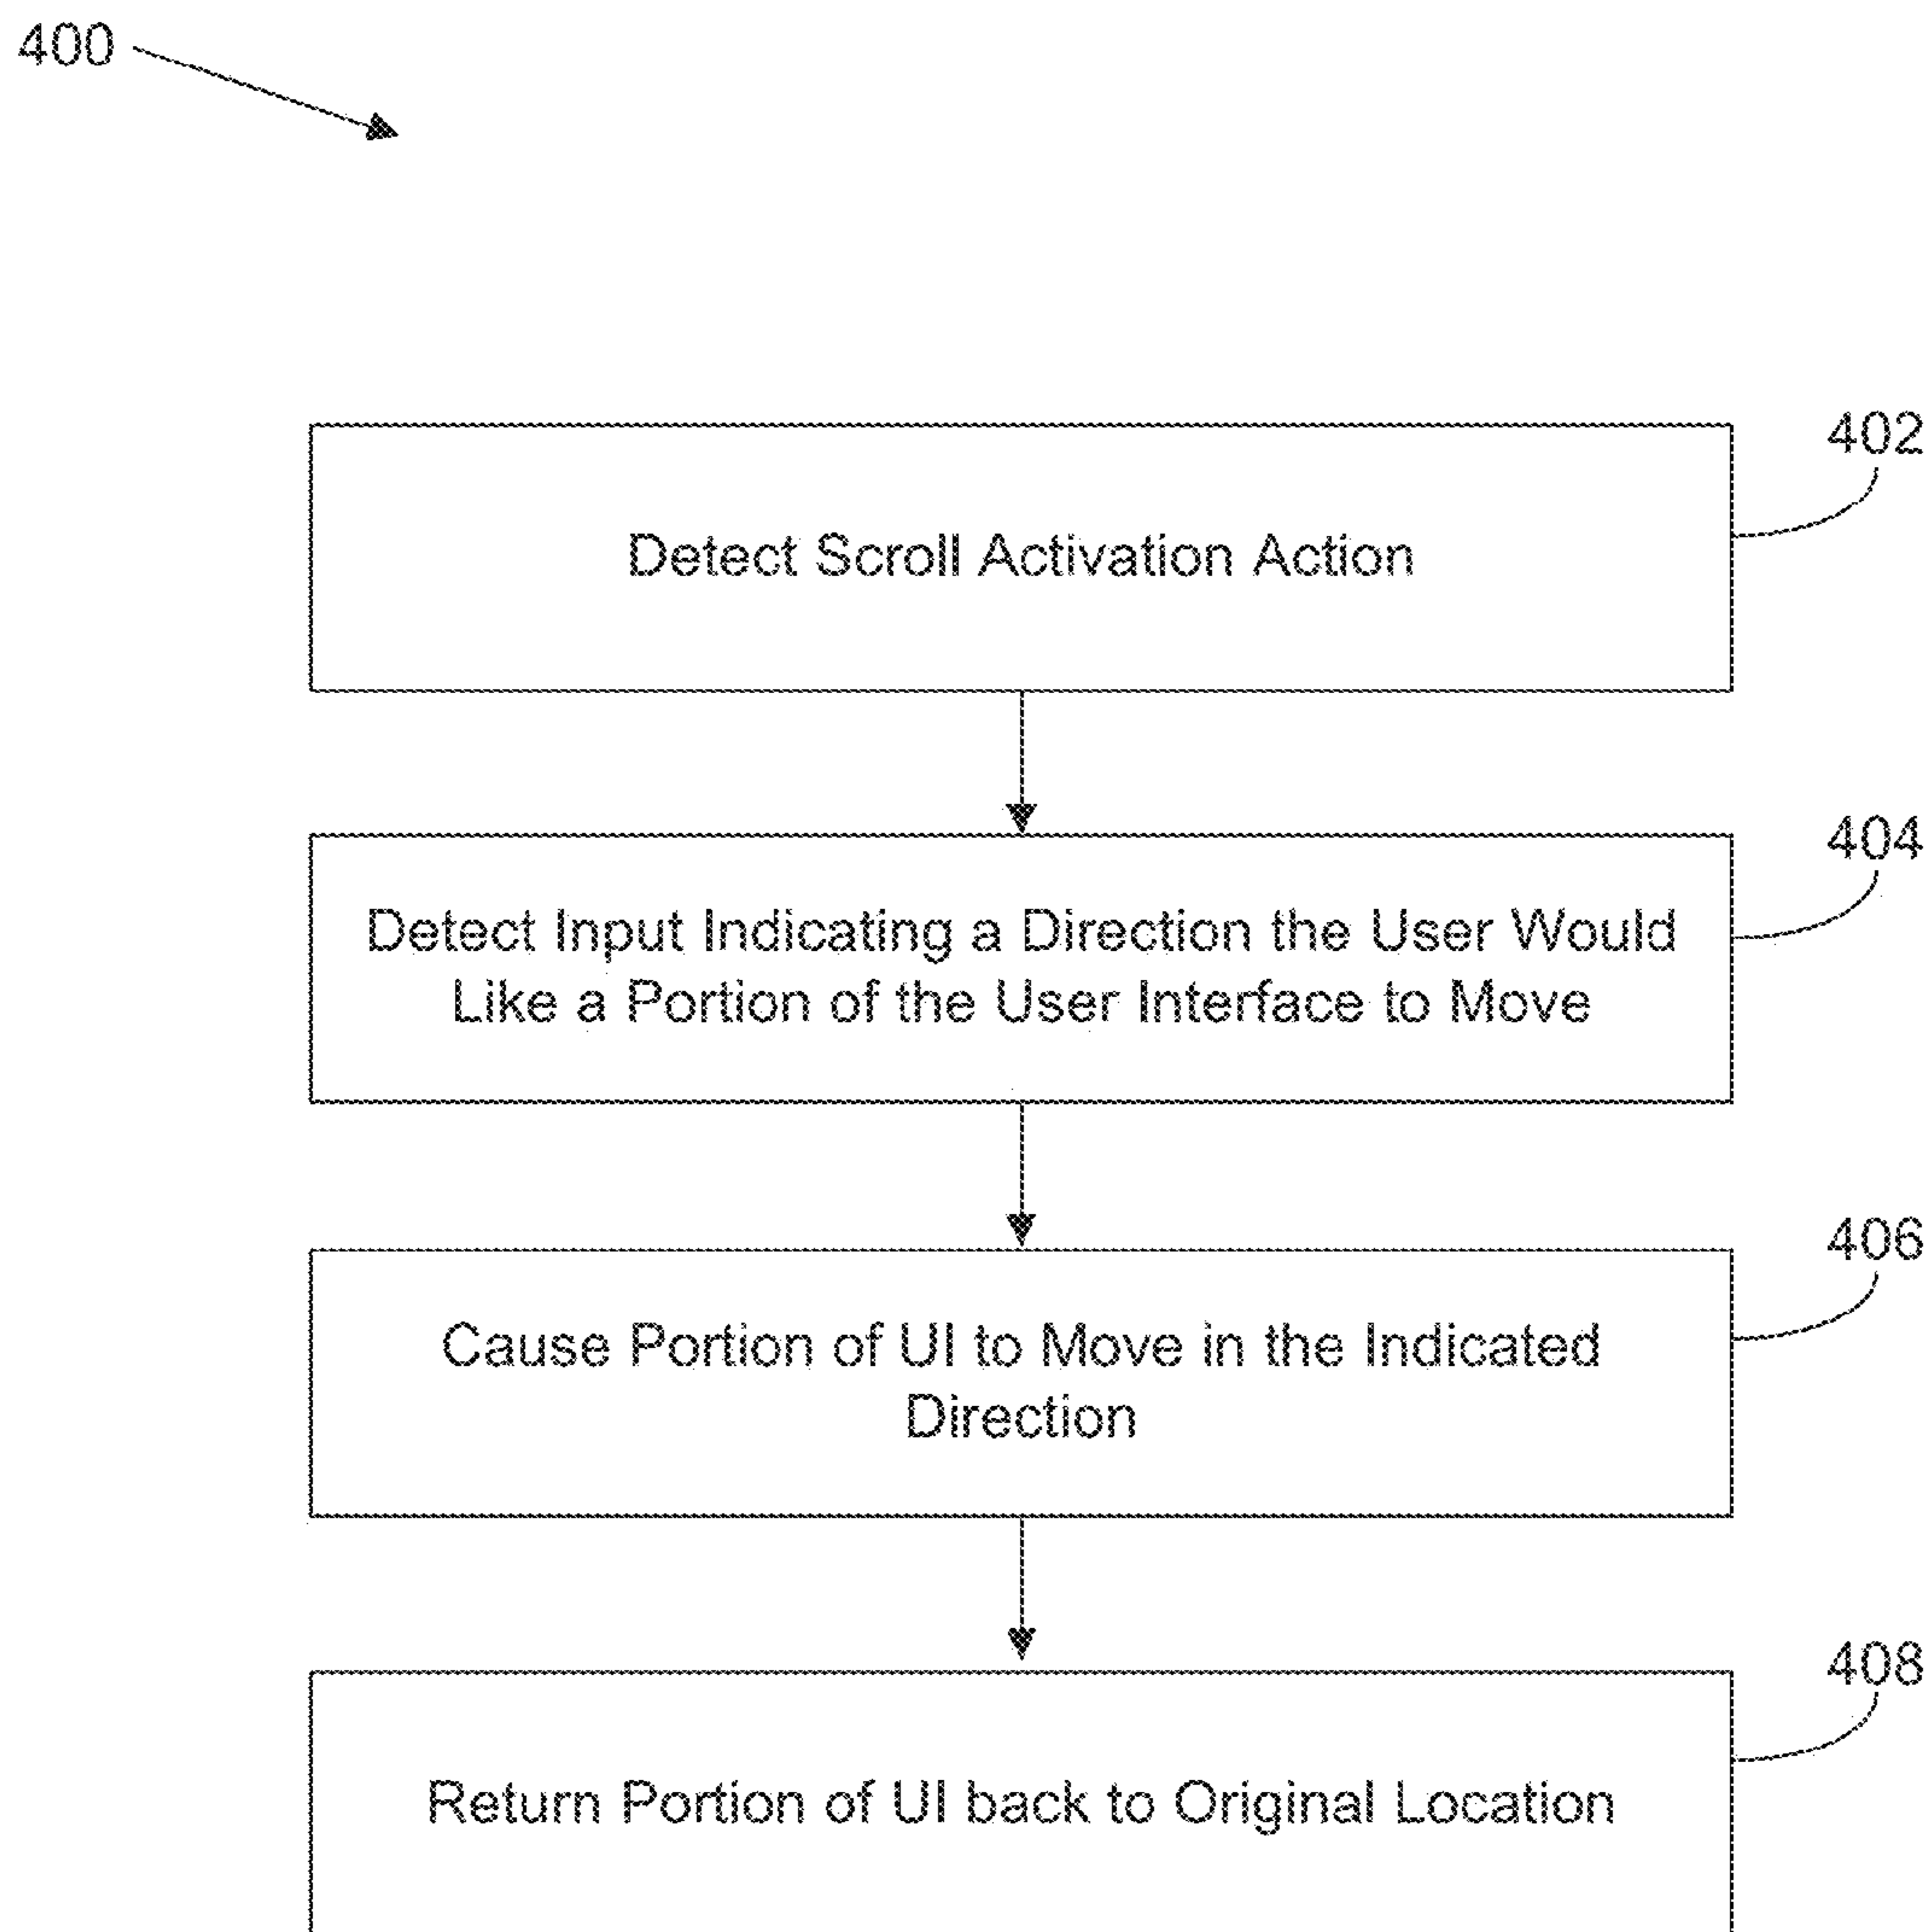 400
402
Detect Scroll Activation Action
404
Detect Input Indicating a Direction the User Would
Like a Portion of the User Interface to Move
406
Cause Portion of UI to Move in the Indicated
Direction
408
Return Portion of UI back to Original Location